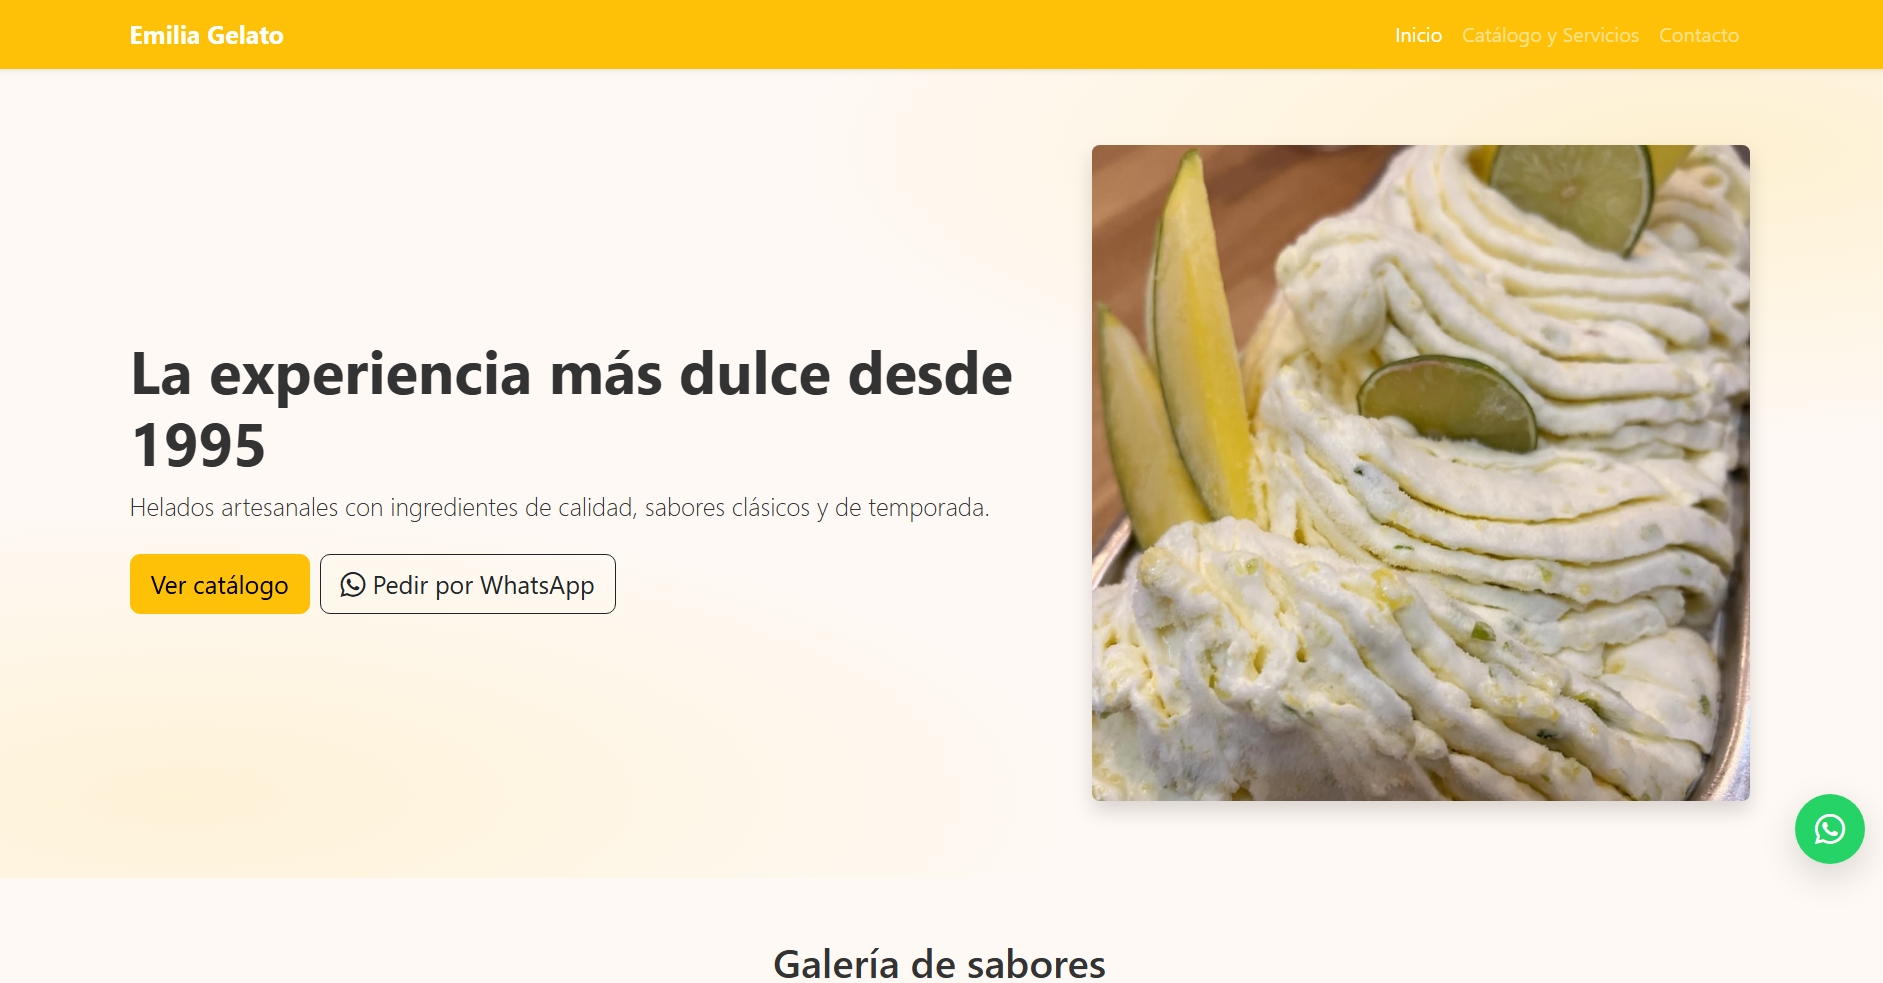 Emilia Gelato
Inicio Catálogo y Servicios Contacto
La experiencia más dulce desde
1995
Helados artesanales con ingredientes de calidad, sabores clásicos y de temporada.
Ver catálogo
Pedir por WhatsApp
Galería de sabores